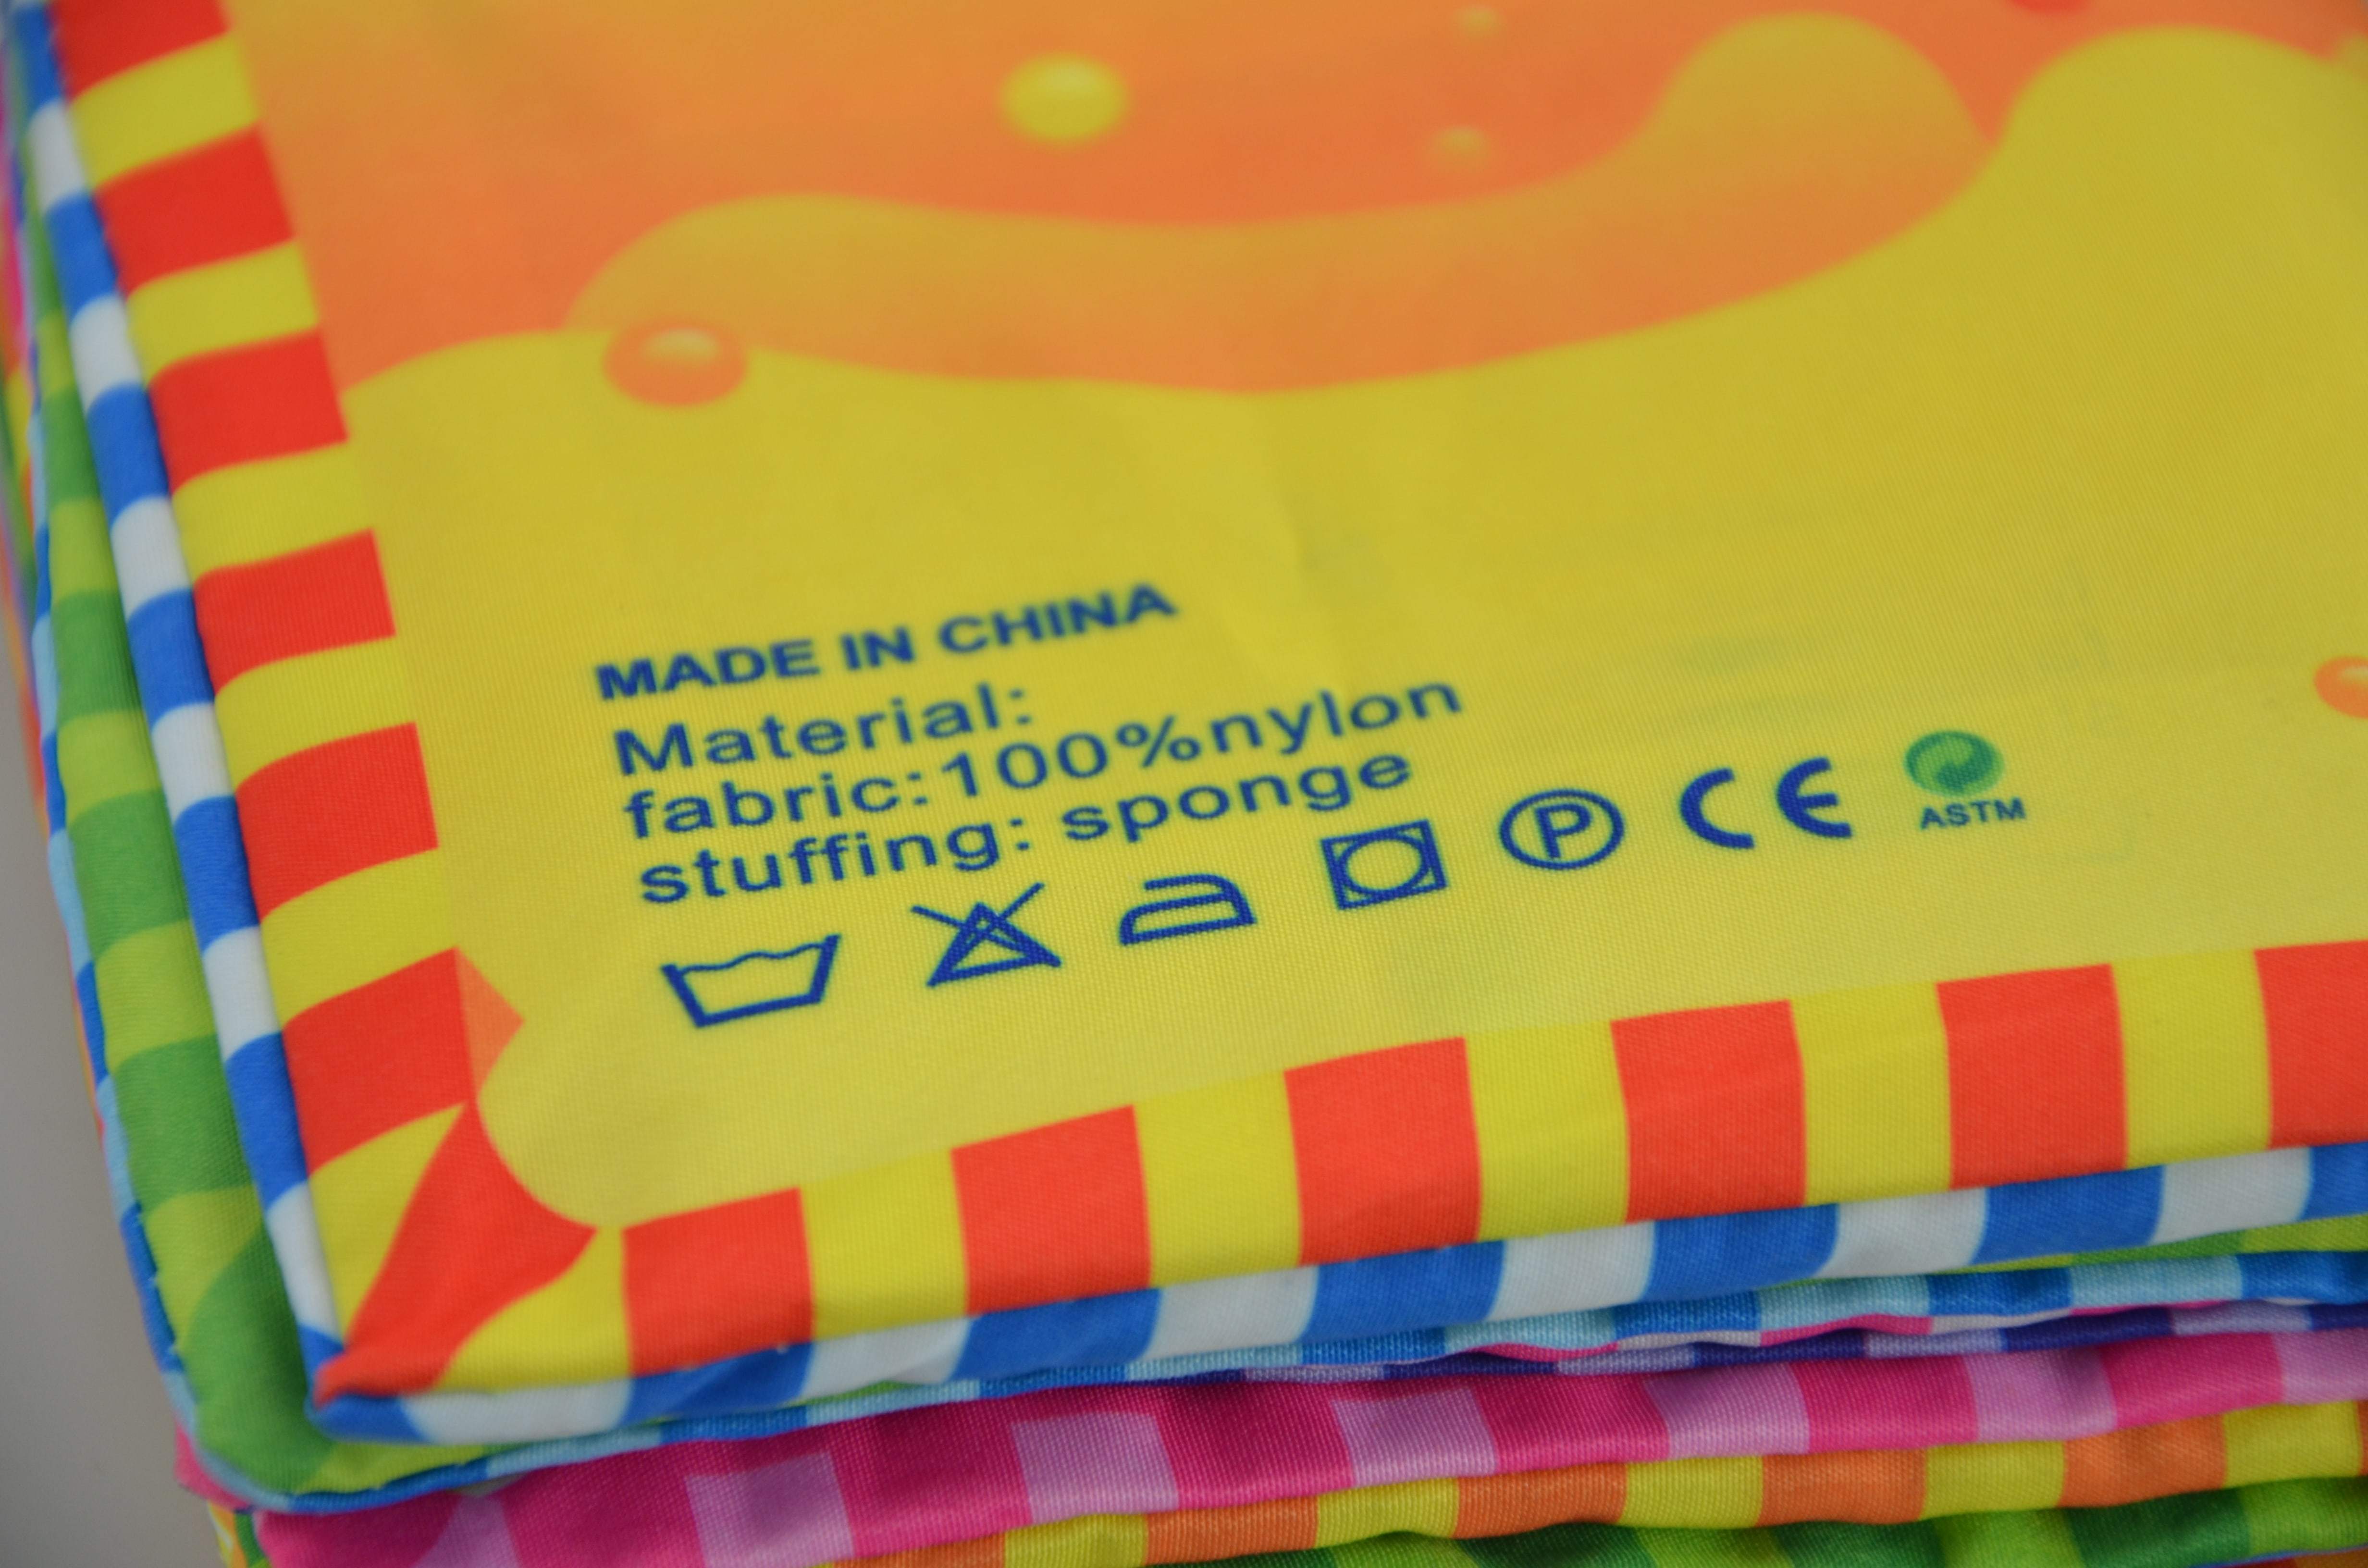 MADE IN CHINA
Material:
fabric:100%nylon
stuffing: sponge
P CE
ASTM